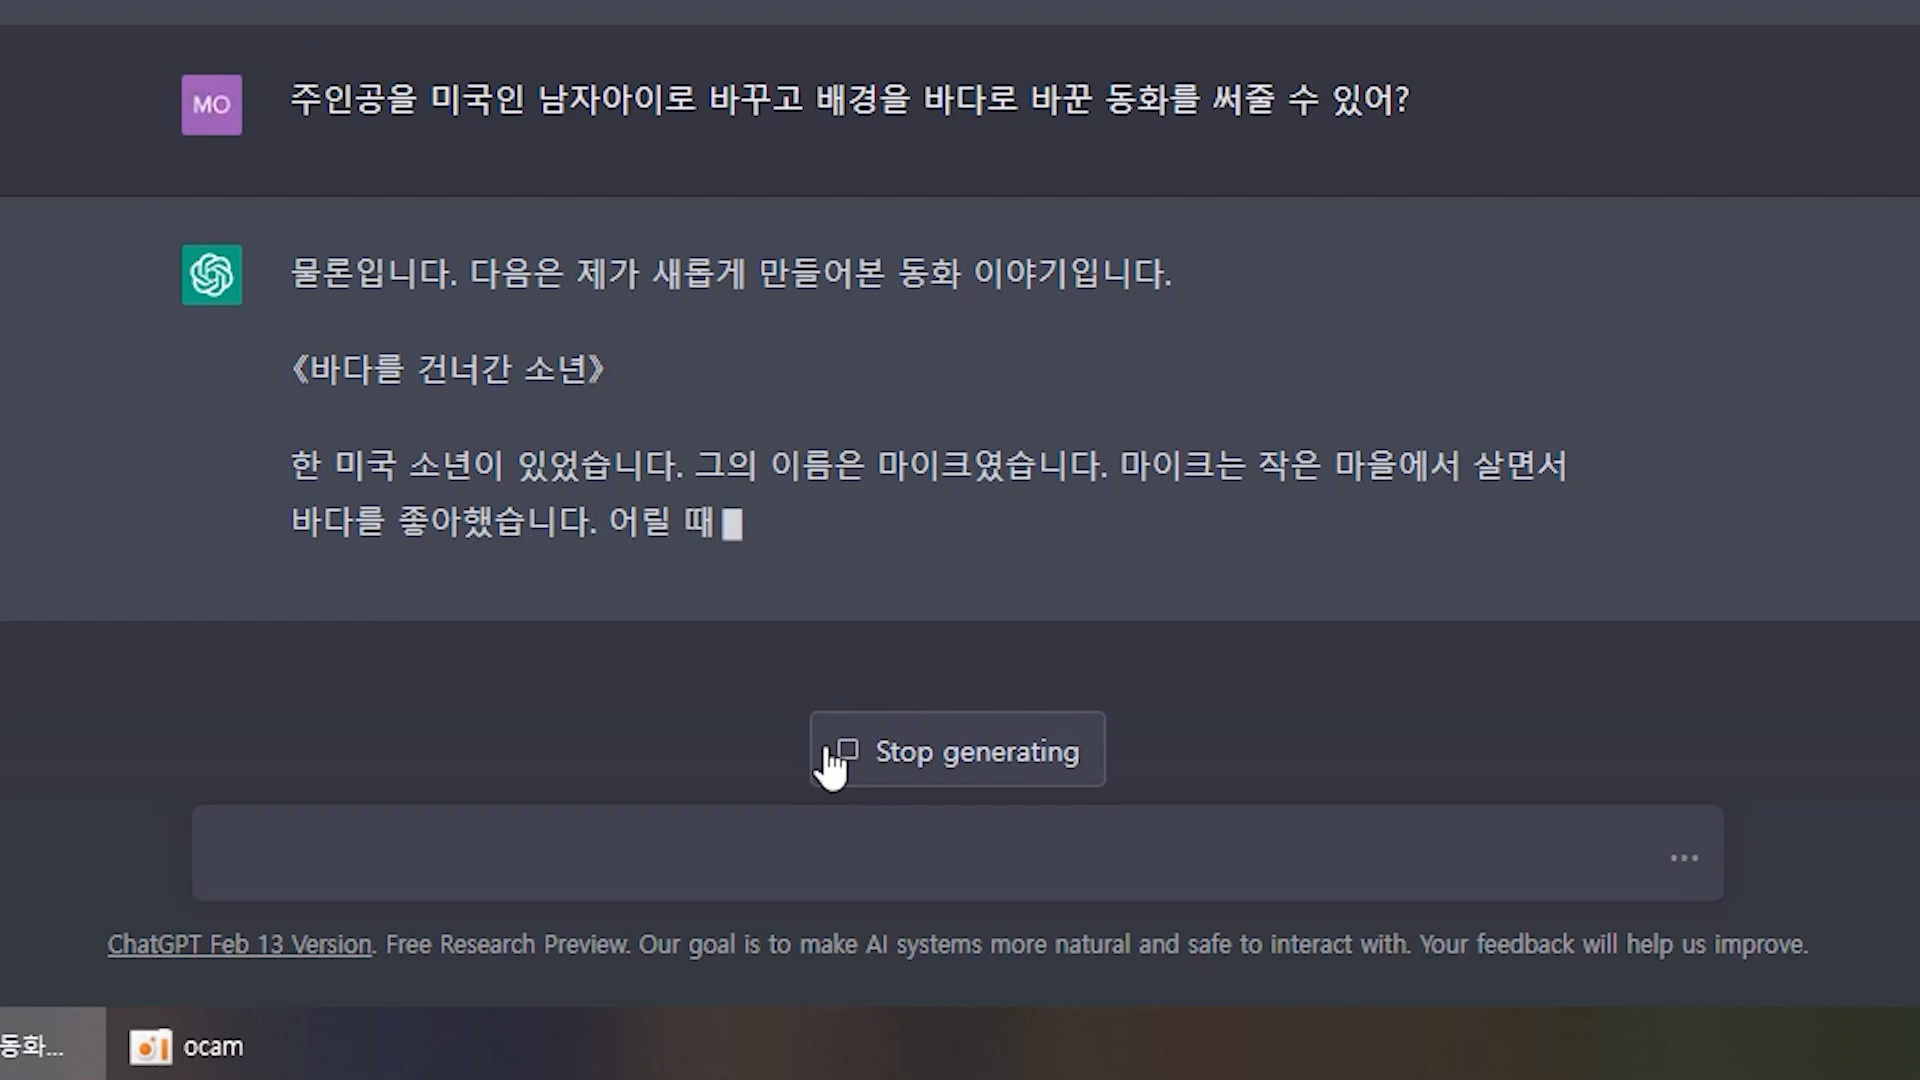 MO
주인공을 미국인 남자아이로 바꾸고 배경을 바다로 바꾼 동화를 써줄 수 있어?
물론입니다. 다음은 제가 새롭게 만들어본 동화 이야기입니다.
《바다를 건너간 소년》
한 미국 소년이 있었습니다. 그의 이름은 마이크였습니다. 마이크는 작은 마을에서 살면서
바다를 좋아했습니다. 어릴 때
Stop generating
ChatGPT Feb 13 Version. Free Research Preview. Our goal is to make AI systems more natural and safe to interact with. Your feedback will help us improve.
동화...
ocam